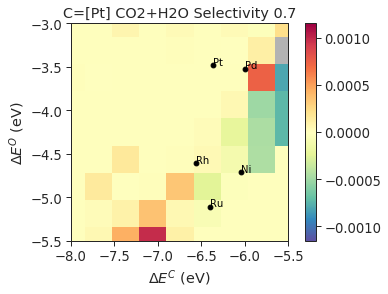 C=[Pt] CO2+H2O Selectivity 0.7
−3.0
−3.5
−4.0
−4.5
−5.0
−5.5
ΔE^O (eV)
Pt
Pd
Rh
Ni
Ru
−8.0 −7.5 −7.0 −6.5 −6.0 −5.5
ΔE^C (eV)
0.0010
0.0005
0.0000
−0.0005
−0.0010